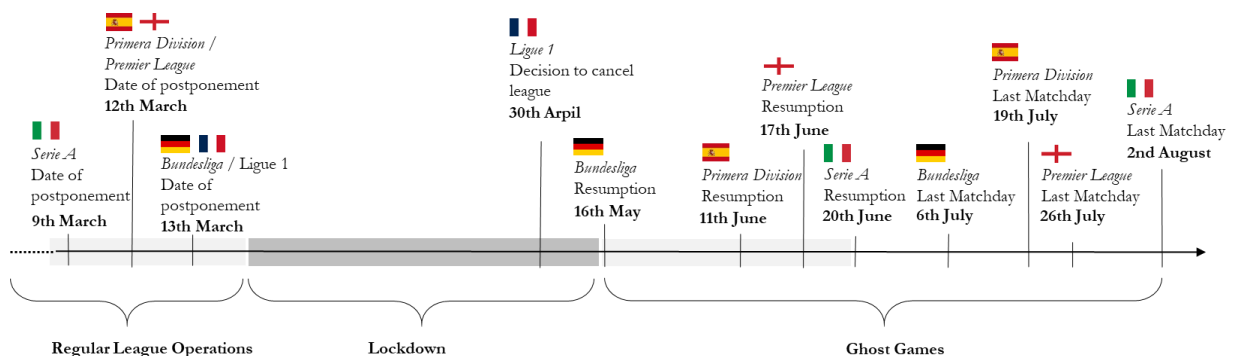 Primera Division /
Premier League
Date of postponement
12th March
Serie A
Date of
postponement
9th March
Bundesliga / Ligue 1
Date of
postponement
13th March
Ligue 1
Decision to cancel
league
30th Arpil
Bundesliga
Resumption
16th May
Primera Division
Resumption
11th June
Premier League
Resumption
17th June
Serie A
Resumption
20th June
Bundesliga
Last Matchday
6th July
Primera Division
Last Matchday
19th July
Premier League
Last Matchday
26th July
Serie A
Last Matchday
2nd August
Regular League Operations
Lockdown
Ghost Games